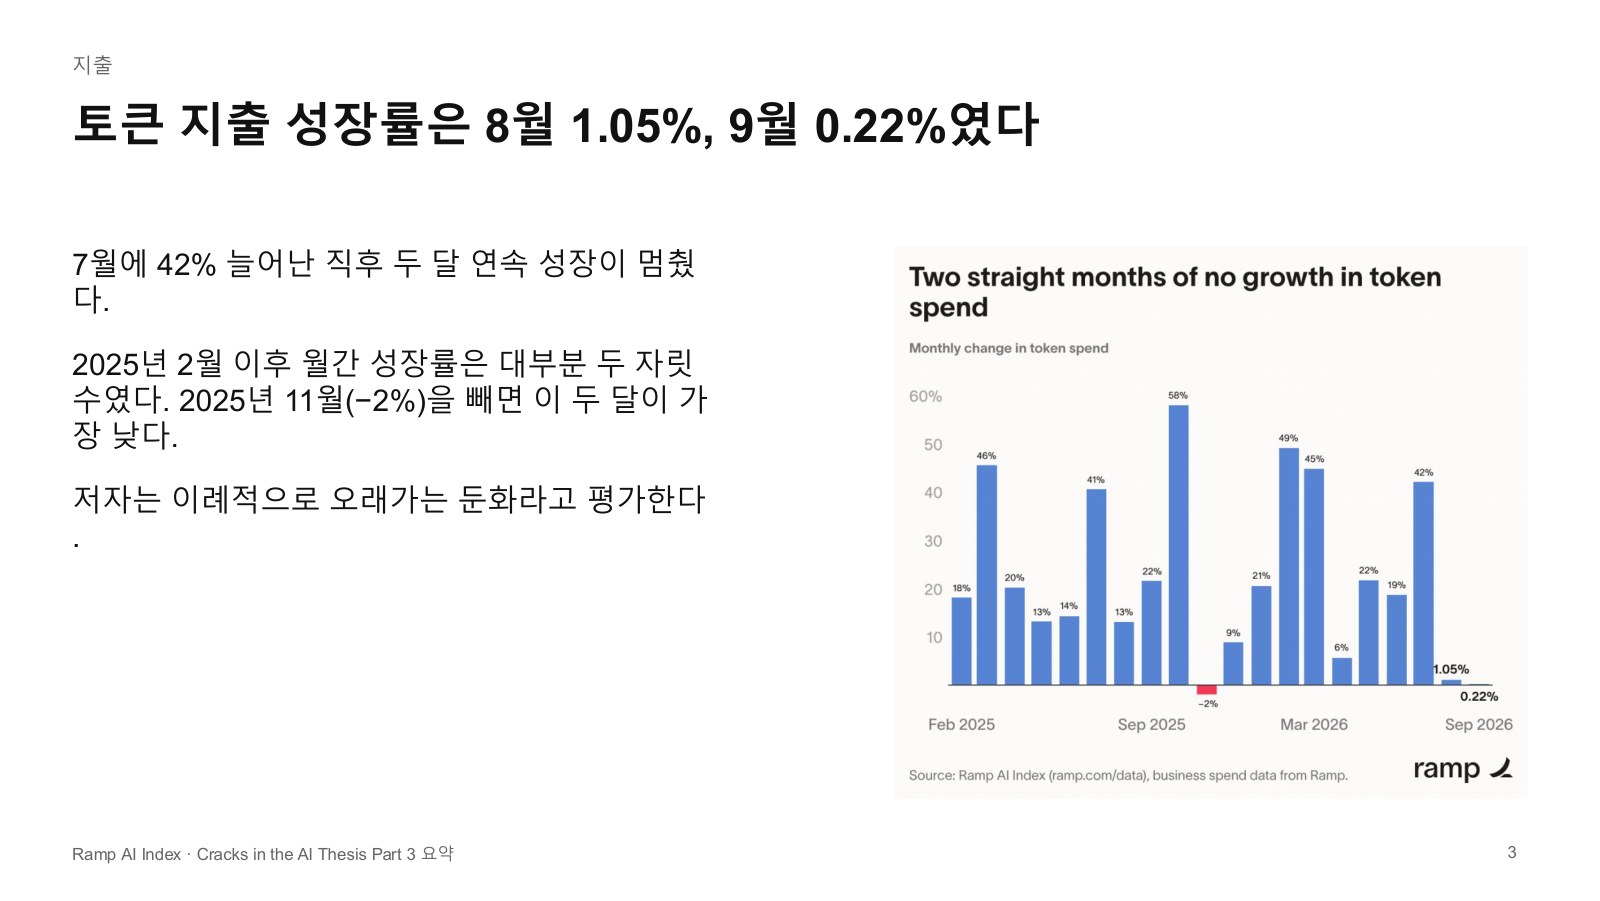 지출
토큰 지출 성장률은 8월 1.05%, 9월 0.22%였다
7월에 42% 늘어난 직후 두 달 연속 성장이 멈췄
다.
2025년 2월 이후 월간 성장률은 대부분 두 자릿
수였다. 2025년 11월(−2%)을 빼면 이 두 달이 가
장 낮다.
저자는 이례적으로 오래가는 둔화라고 평가한다
.
Two straight months of no growth in token
spend
Monthly change in token spend
60%
50
40
30
20
10
18%
46%
20%
13%
14%
41%
13%
22%
58%
−2%
9%
21%
49%
45%
6%
22%
19%
42%
1.05%
0.22%
Feb 2025
Sep 2025
Mar 2026
Sep 2026
Source: Ramp AI Index (ramp.com/data), business spend data from Ramp.
ramp
Ramp AI Index · Cracks in the AI Thesis Part 3 요약
3